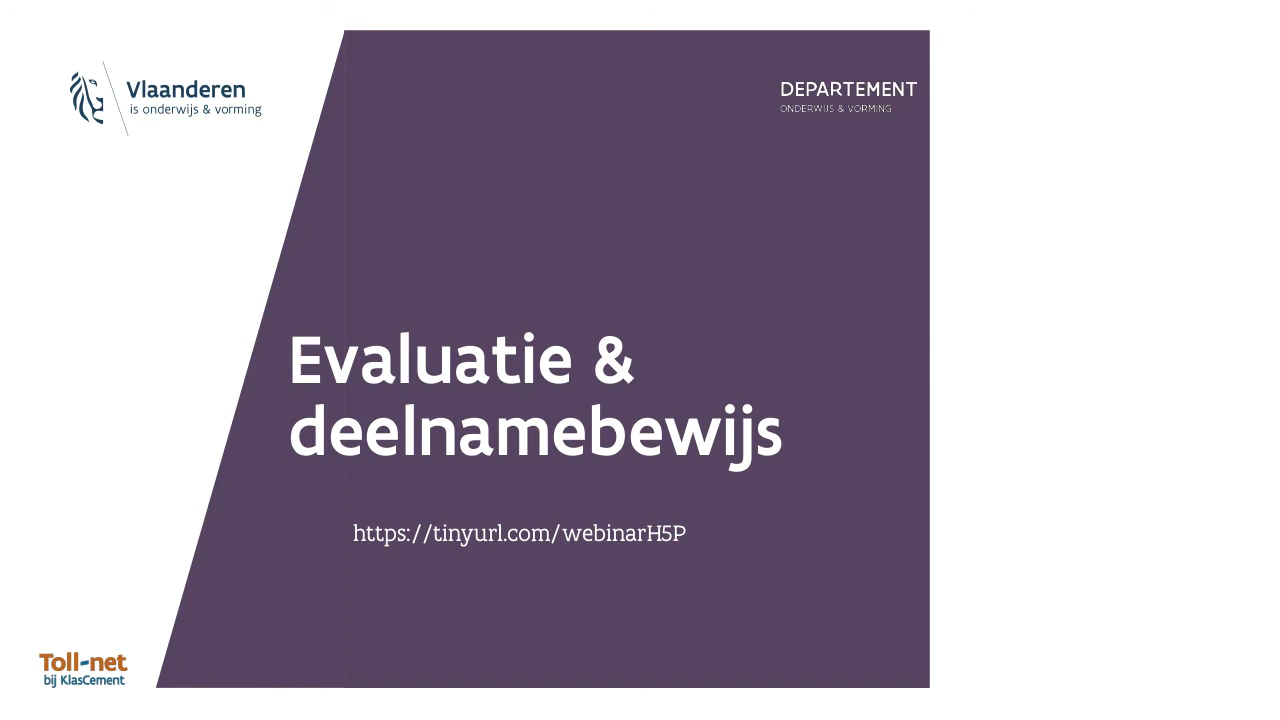 Vlaanderen
is onderwijs & vorming
DEPARTEMENT
ONDERWIJS & VORMING
Evaluatie &
deelnamebewijs
https://tinyurl.com/webinarH5P
Toll-net
bij KlasCement